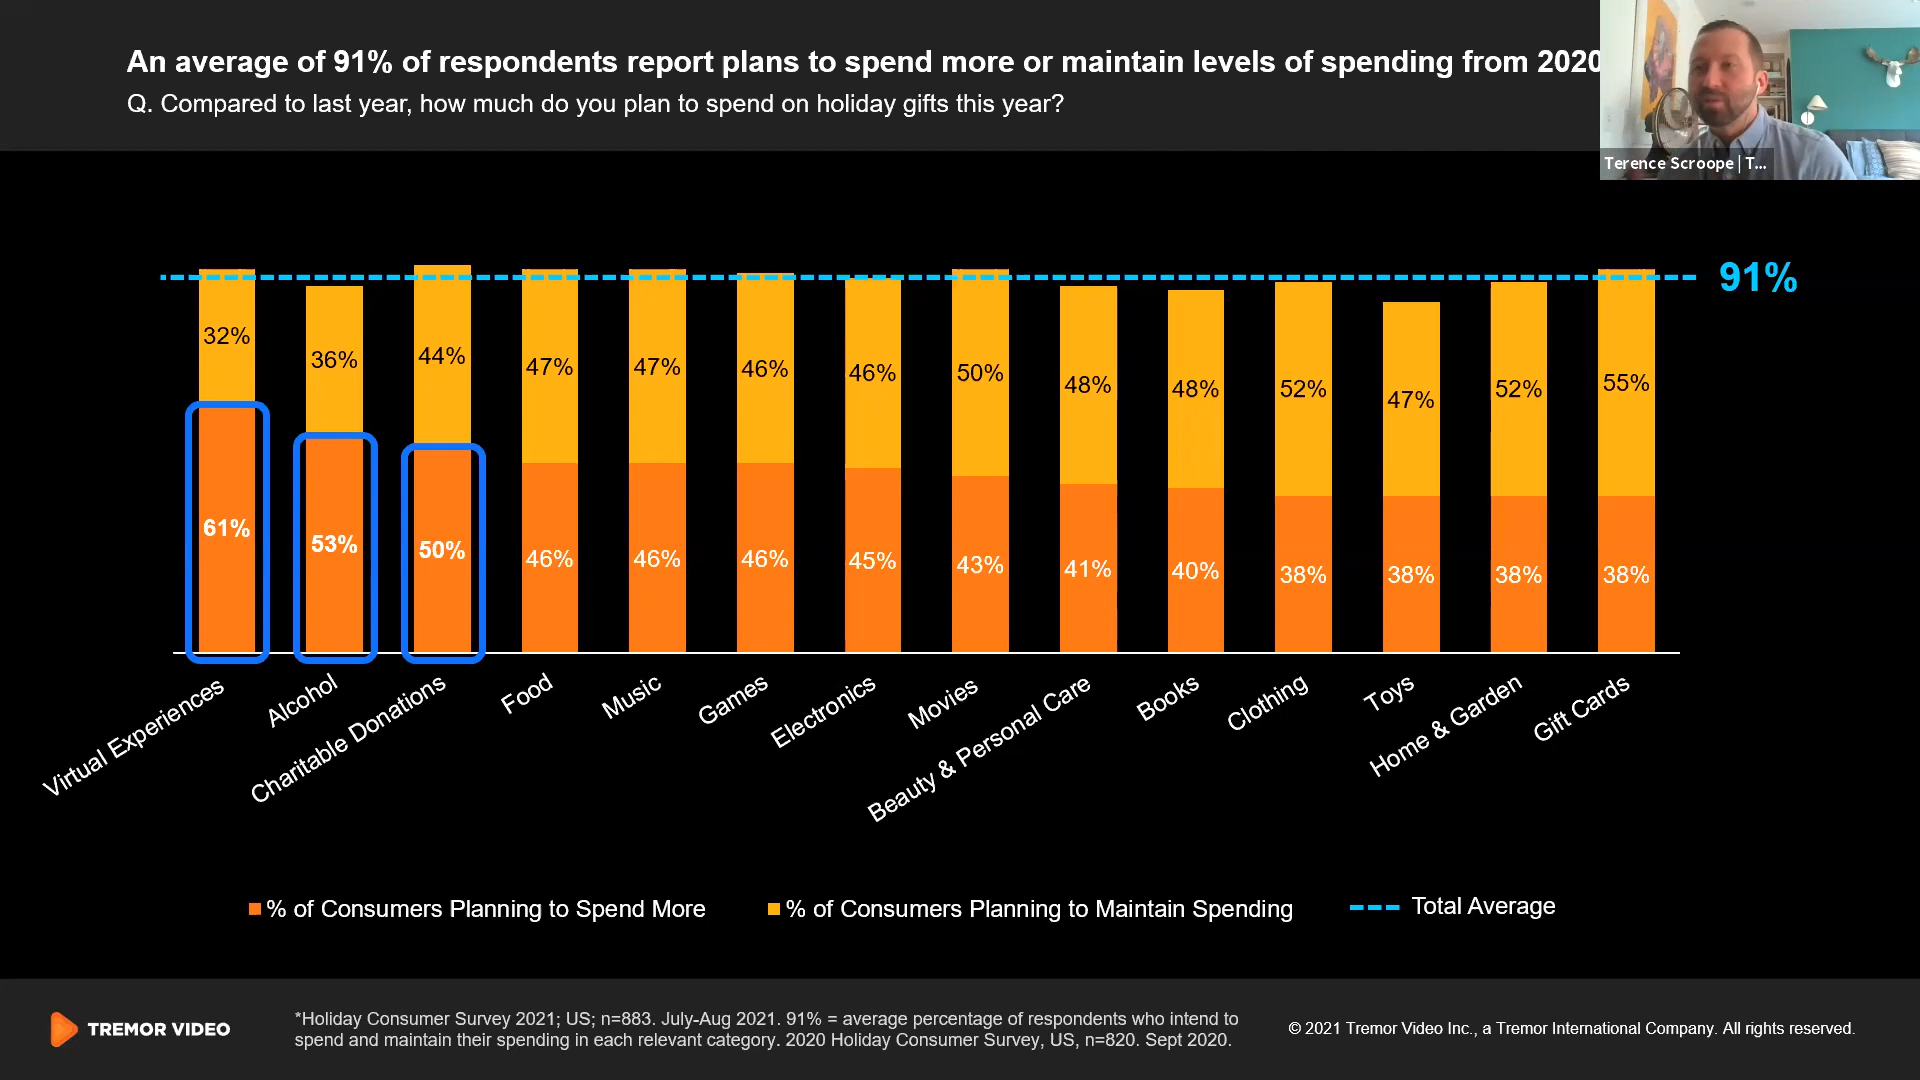 An average of 91% of respondents report plans to spend more or maintain levels of spending from 2020
Q. Compared to last year, how much do you plan to spend on holiday gifts this year?
Terence Scroope | T...
91%
32% 36% 44% 47% 47% 46% 46% 50% 48% 48% 52% 47% 52% 55%
61% 53% 50% 46% 46% 46% 45% 43% 41% 40% 38% 38% 38% 38%
Virtual Experiences
Alcohol
Charitable Donations
Food
Music
Games
Electronics
Movies
Beauty & Personal Care
Books
Clothing
Toys
Home & Garden
Gift Cards
% of Consumers Planning to Spend More
% of Consumers Planning to Maintain Spending
Total Average
TREMOR VIDEO
*Holiday Consumer Survey 2021; US; n=883. July-Aug 2021. 91% = average percentage of respondents who intend to
spend and maintain their spending in each relevant category. 2020 Holiday Consumer Survey, US, n=820. Sept 2020.
© 2021 Tremor Video Inc., a Tremor International Company. All rights reserved.